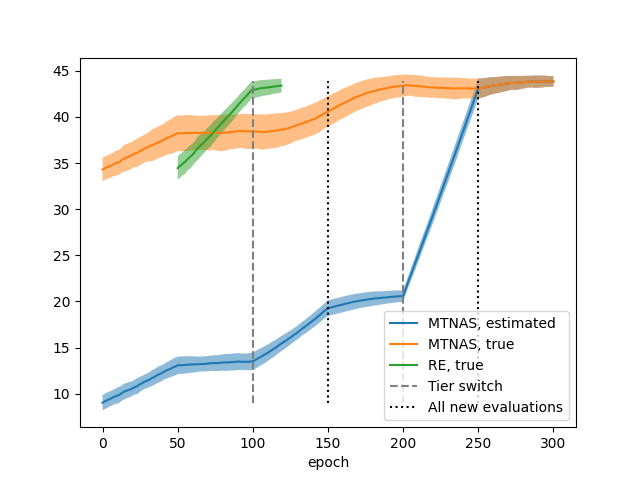 45
40
35
30
25
20
15
10
0 50 100 150 200 250 300
epoch
MTNAS, estimated
MTNAS, true
RE, true
Tier switch
All new evaluations